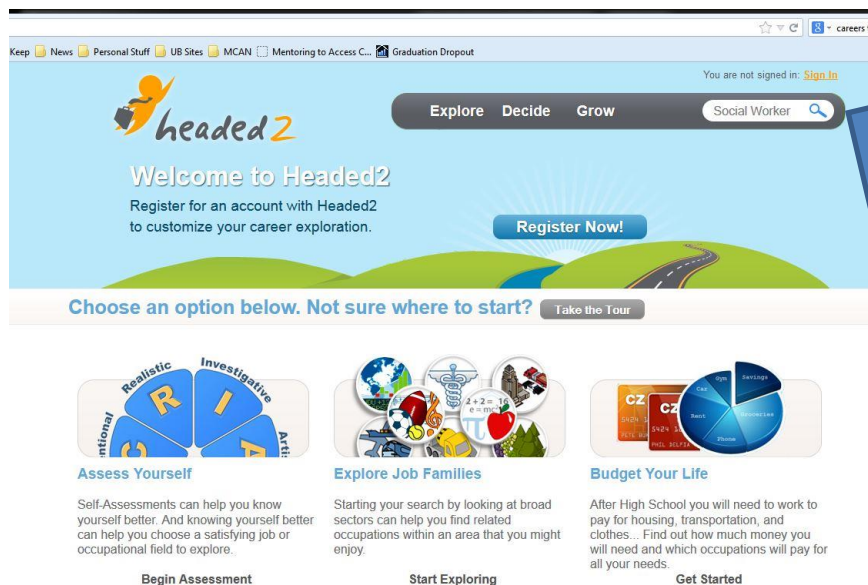 careers
Keep News Personal Stuff UB Sites MCAN Mentoring to Access C... Graduation Dropout
You are not signed in: Sign In
headed2
Explore Decide Grow Social Worker
Welcome to Headed2
Register for an account with Headed2
to customize your career exploration.
Register Now!
Choose an option below. Not sure where to start? Take the Tour
Realistic Investigative
R I
C A
2+2= 16
e=mc
π
CZ CZ
5424
5424
Car Gym Savings
Rent Groceries
Phone
Assess Yourself
Self-Assessments can help you know
yourself better. And knowing yourself better
can help you choose a satisfying job or
occupational field to explore.
Begin Assessment
Explore Job Families
Starting your search by looking at broad
sectors can help you find related
occupations within an area that you might
enjoy.
Start Exploring
Budget Your Life
After High School you will need to work to
pay for housing, transportation, and
clothes... Find out how much money you
will need and which occupations will pay for
all your needs.
Get Started